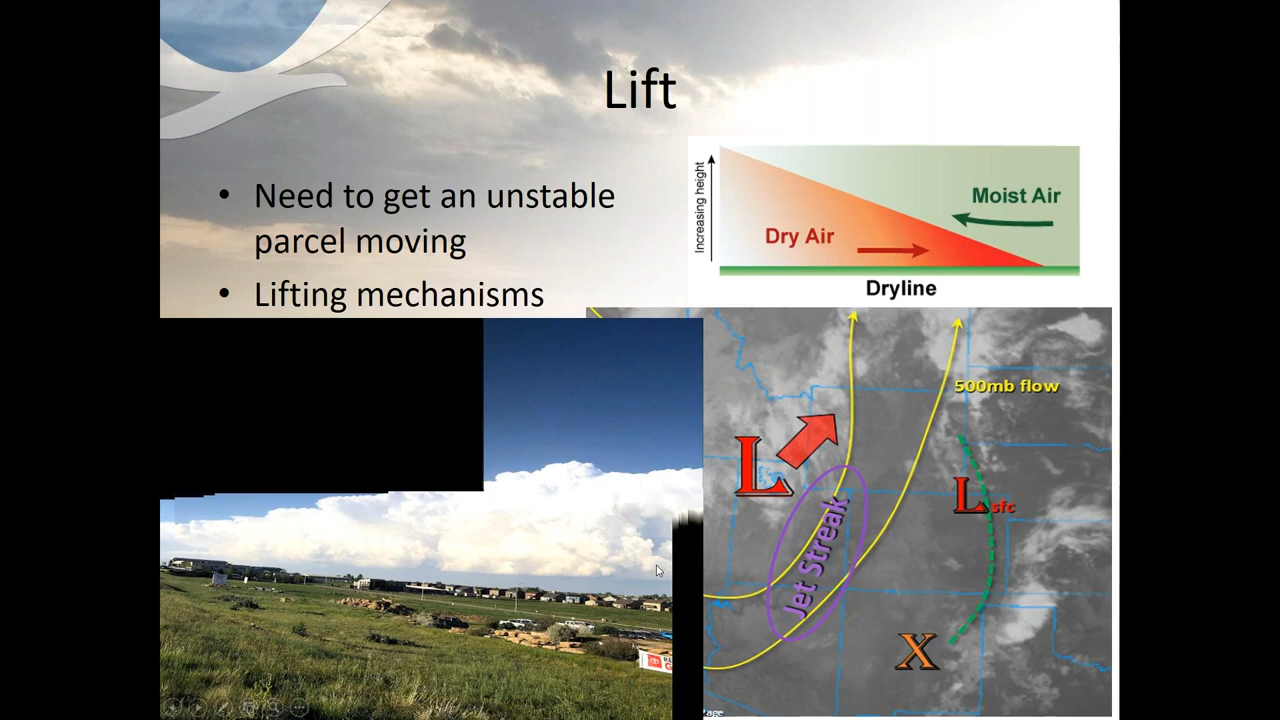 Lift
• Need to get an unstable
parcel moving
• Lifting mechanisms
Increasing height
Moist Air
Dry Air
Dryline
500mb flow
L
L sfc
Jet Streak
X